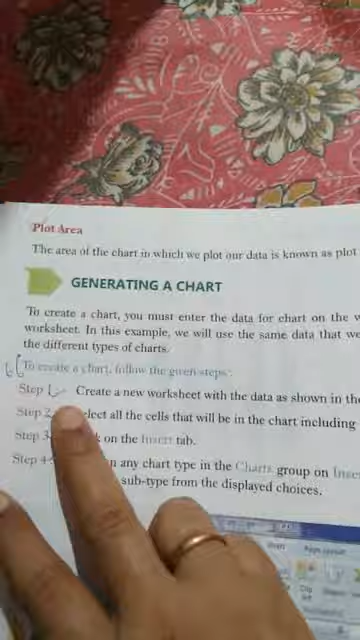 Plot Area
The area of the chart in which we plot our data is known as plot
GENERATING A CHART
To create a chart, you must enter the data for chart on the
worksheet. In this example, we will use the same data that we
the different types of charts.
To create a chart, follow the given steps:
Step 1 Create a new worksheet with the data as shown in the
Step 2 elect all the cells that will be in the chart including
Step 3 on the Insert tab.
Step 4 n any chart type in the Charts group on
sub-type from the displayed choices.